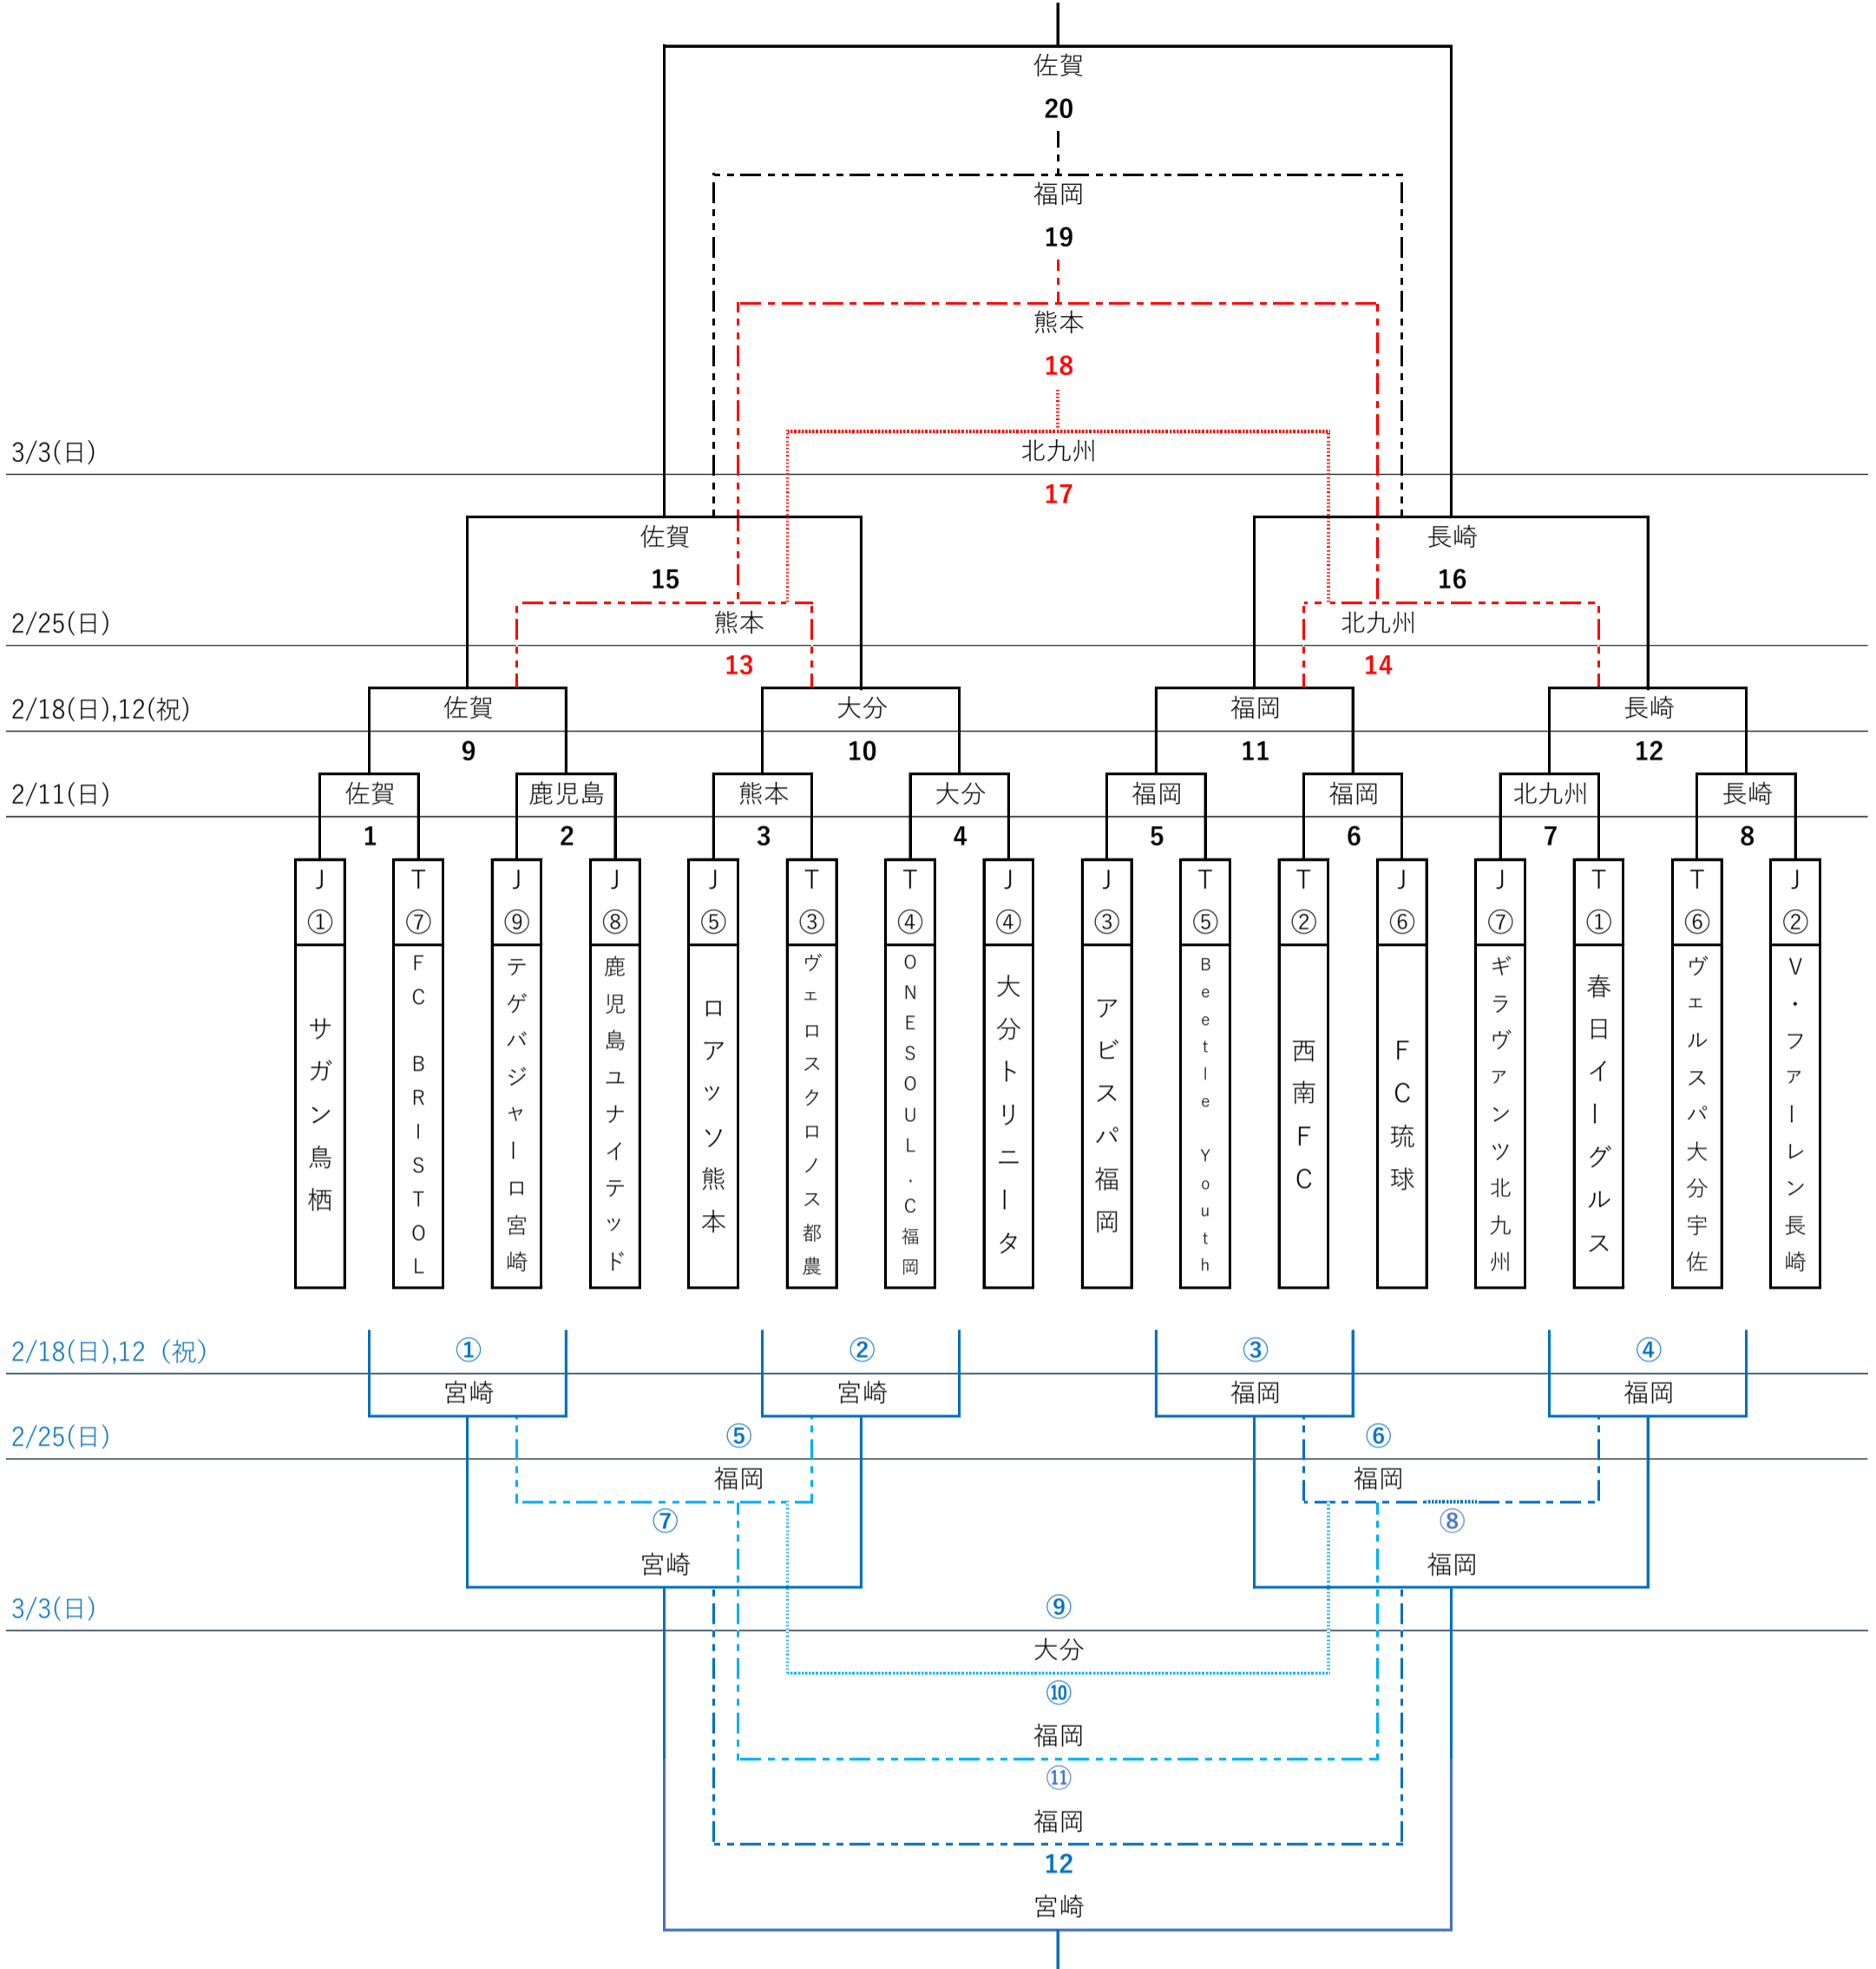 佐賀
20
福岡
19
熊本
18
3/3(日)
北九州
17
佐賀
長崎
15
16
2/25(日)
熊本
北九州
13
14
2/18(日),12(祝)
佐賀
大分
福岡
長崎
9
10
11
12
2/11(日)
佐賀
鹿児島
熊本
大分
福岡
福岡
北九州
長崎
1
2
3
4
5
6
7
8
J①
サガン鳥栖
T⑦
FC BRISTOL
J⑨
テゲバジャーロ宮崎
J⑧
鹿児島ユナイテッド
J⑤
ロアッソ熊本
T③
ヴェロスクロノス都農
T④
ONESOUL.C福岡
J④
大分トリニータ
J③
アビスパ福岡
T⑤
Beetle Youth
T②
西南FC
J⑥
FC琉球
J⑦
ギラヴァンツ北九州
T①
春日イーグルス
T⑥
ヴェルスパ大分宇佐
J②
V・ファーレン長崎
2/18(日),12（祝）
①
②
③
④
宮崎
宮崎
福岡
福岡
2/25(日)
⑤
⑥
福岡
福岡
⑦
⑧
宮崎
福岡
3/3(日)
⑨
大分
⑩
福岡
⑪
福岡
12
宮崎